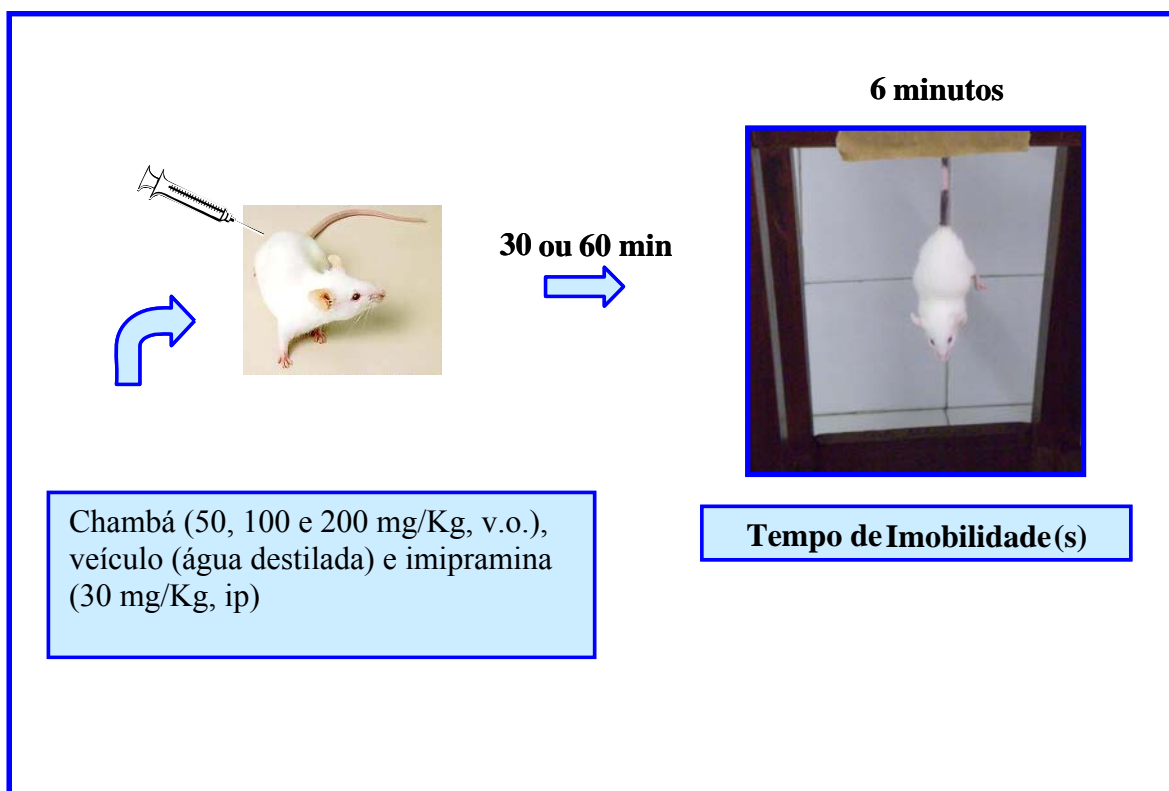 6 minutos
30 ou 60 min
Chambá (50, 100 e 200 mg/Kg, v.o.),
veículo (água destilada) e imipramina
(30 mg/Kg, ip)
Tempo de Imobilidade (s)